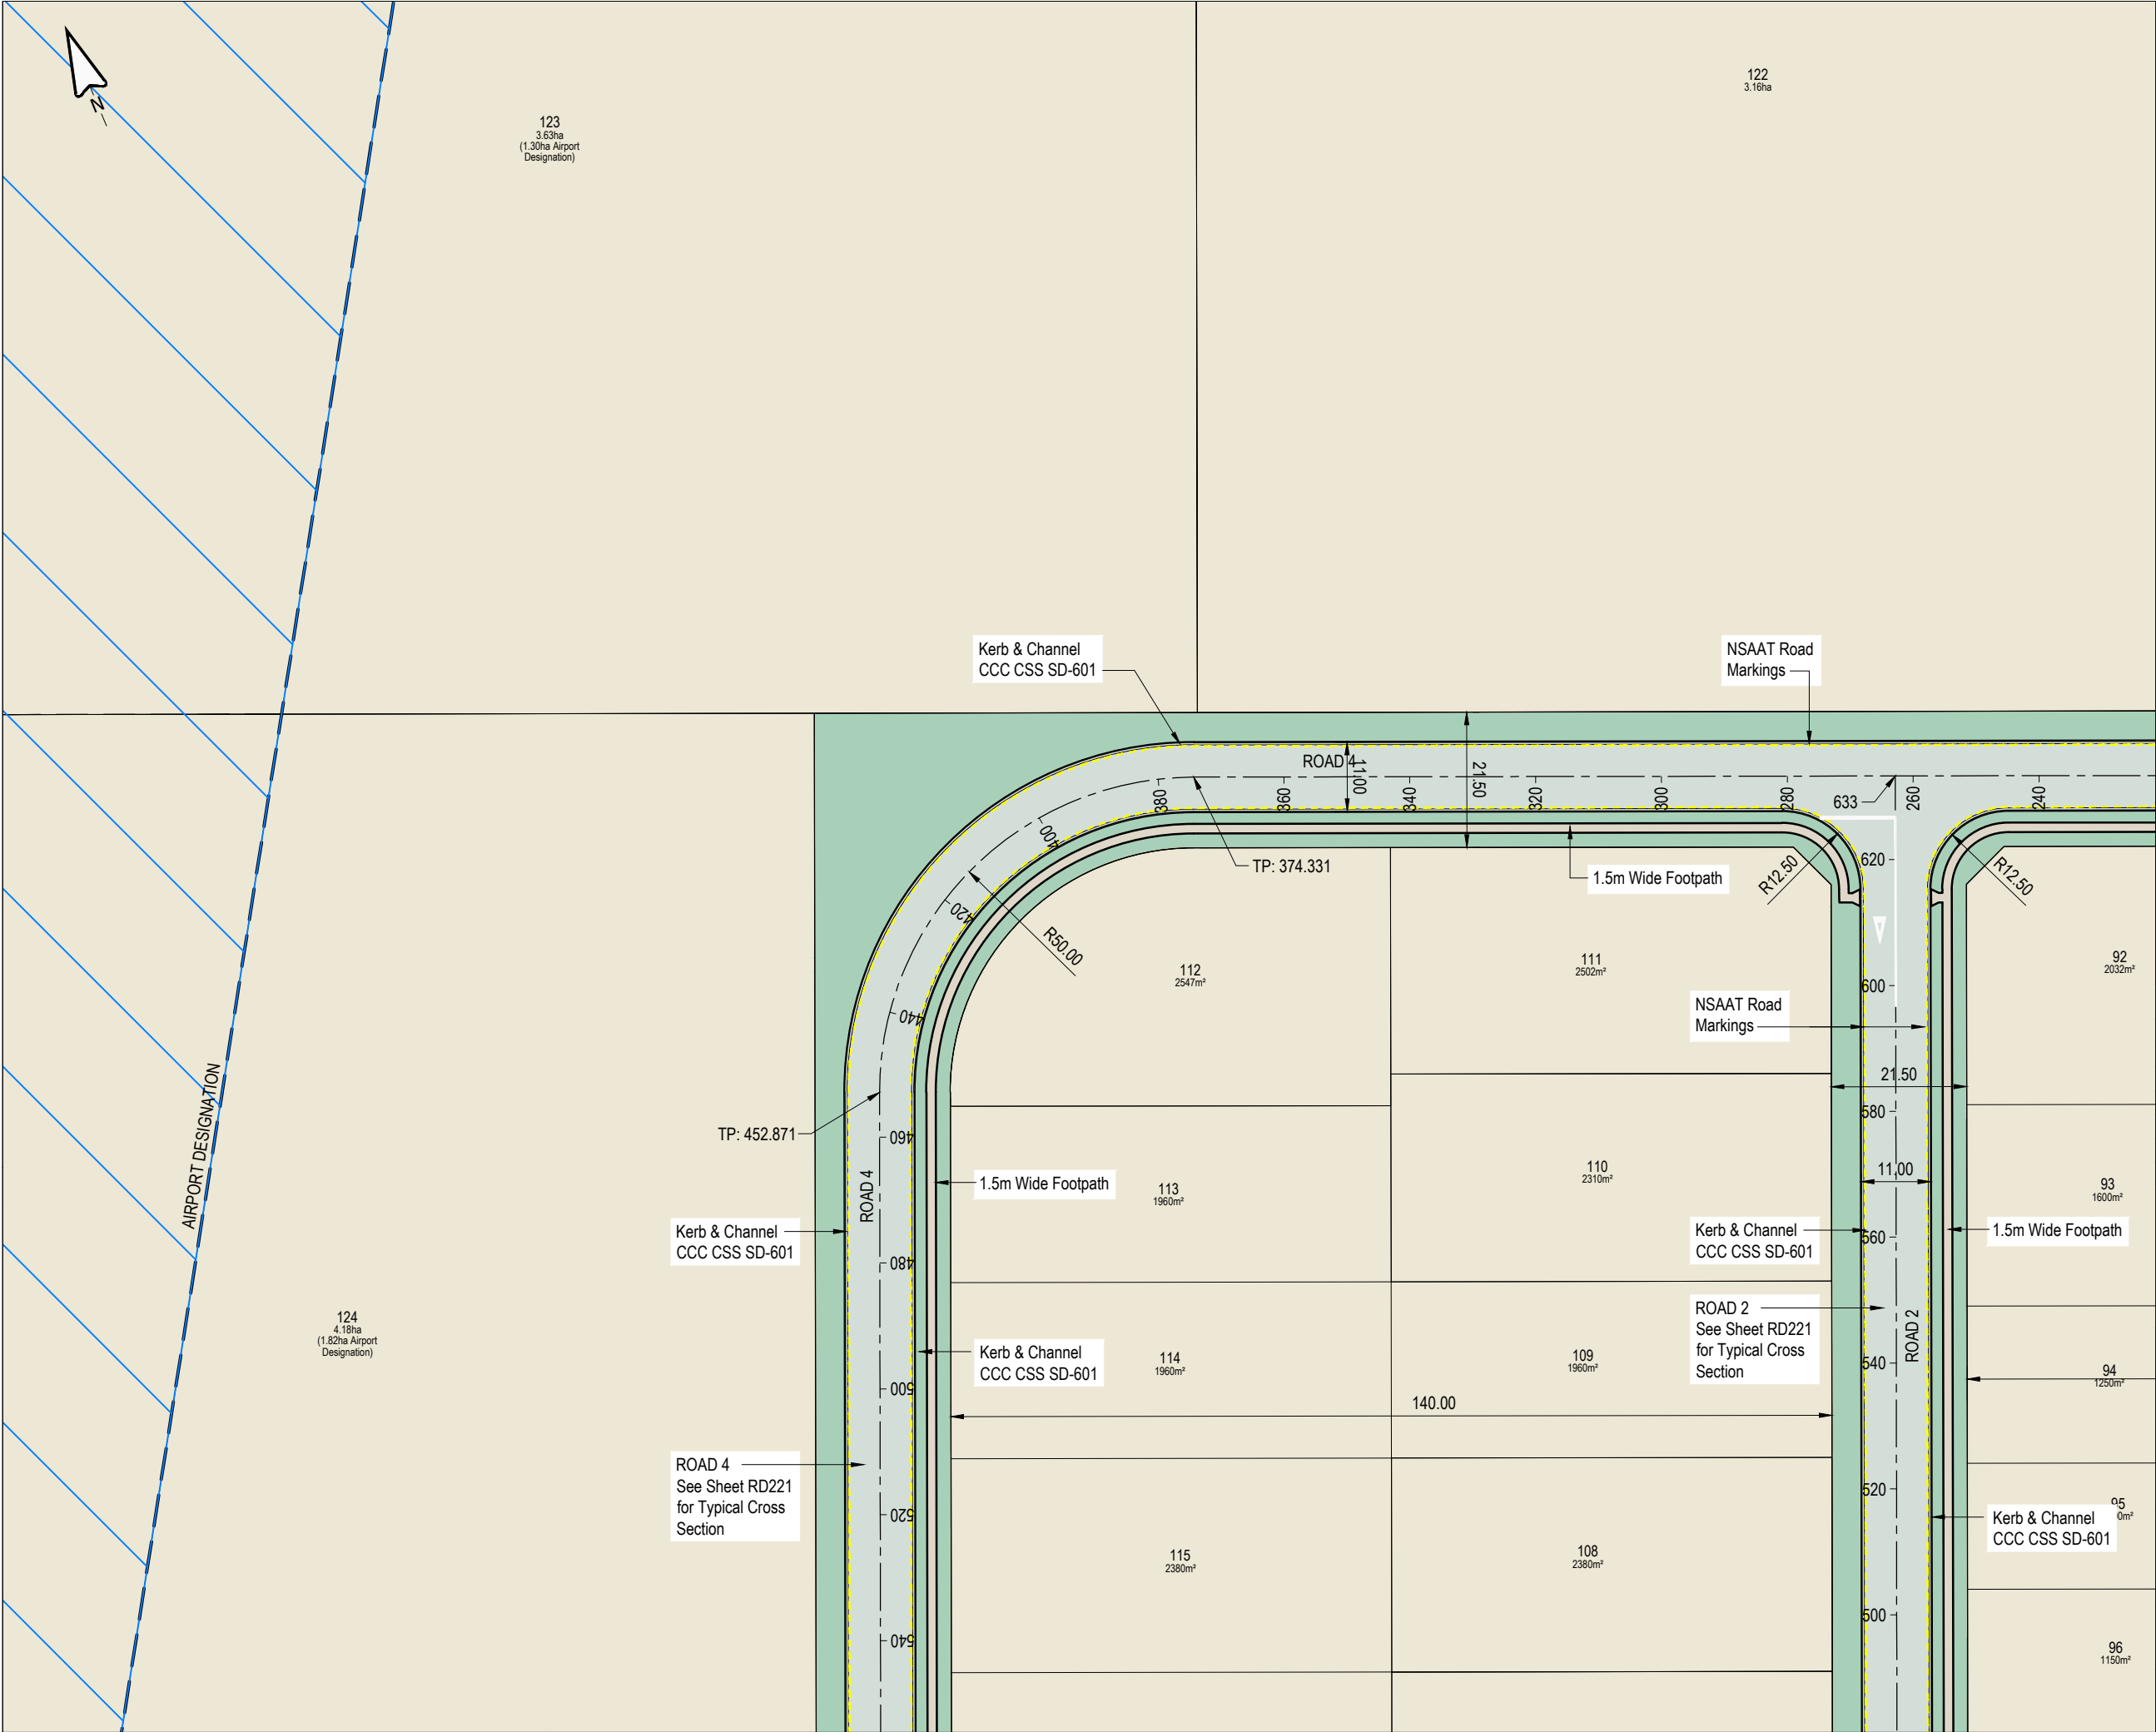 122
3.16ha
N
123
3.63ha
(1.30ha Airport
Designation)
Kerb & Channel
CCC CSS SD-601
NSAAT Road
Markings
ROAD 4
11.00
21.50
380
360
340
320
300
280
260
240
633
TP: 374.331
1.5m Wide Footpath
R12.50
R12.50
620
400
420
440
R50.00
112
2547m²
111
2502m²
92
2032m²
600
NSAAT Road
Markings
21.50
580
AIRPORT DESIGNATION
TP: 452.871
460
ROAD 4
1.5m Wide Footpath
113
1960m²
110
2310m²
11.00
93
1600m²
Kerb & Channel
CCC CSS SD-601
Kerb & Channel
CCC CSS SD-601
560
1.5m Wide Footpath
480
124
4.18ha
(1.82ha Airport
Designation)
ROAD 2
See Sheet RD221
for Typical Cross
Section
ROAD 2
Kerb & Channel
CCC CSS SD-601
114
1960m²
109
1960m²
540
94
1250m²
500
140.00
ROAD 4
See Sheet RD221
for Typical Cross
Section
520
520
95
0m²
Kerb & Channel
CCC CSS SD-601
115
2380m²
108
2380m²
500
540
96
1150m²